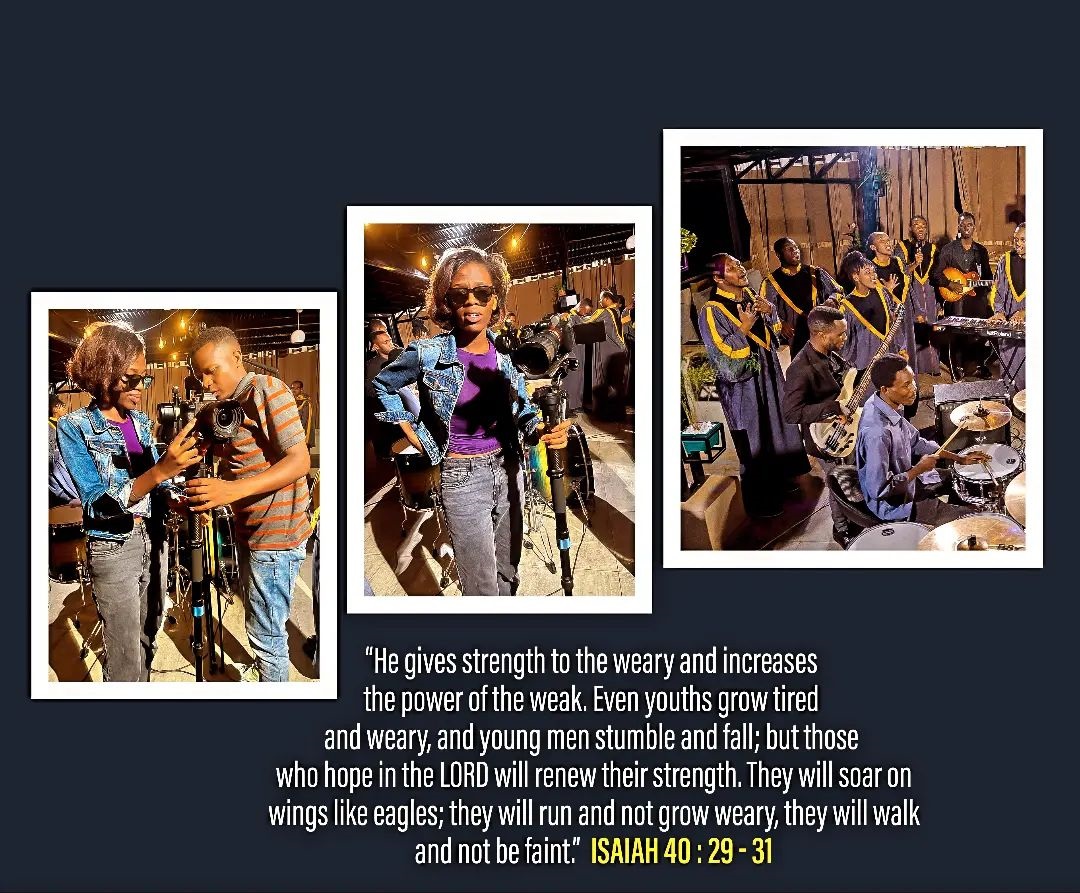 “He gives strength to the weary and increases
the power of the weak. Even youths grow tired
and weary, and young men stumble and fall; but those
who hope in the LORD will renew their strength. They will soar on
wings like eagles; they will run and not grow weary, they will walk
and not be faint.” ISAIAH 40 : 29 - 31
Roland